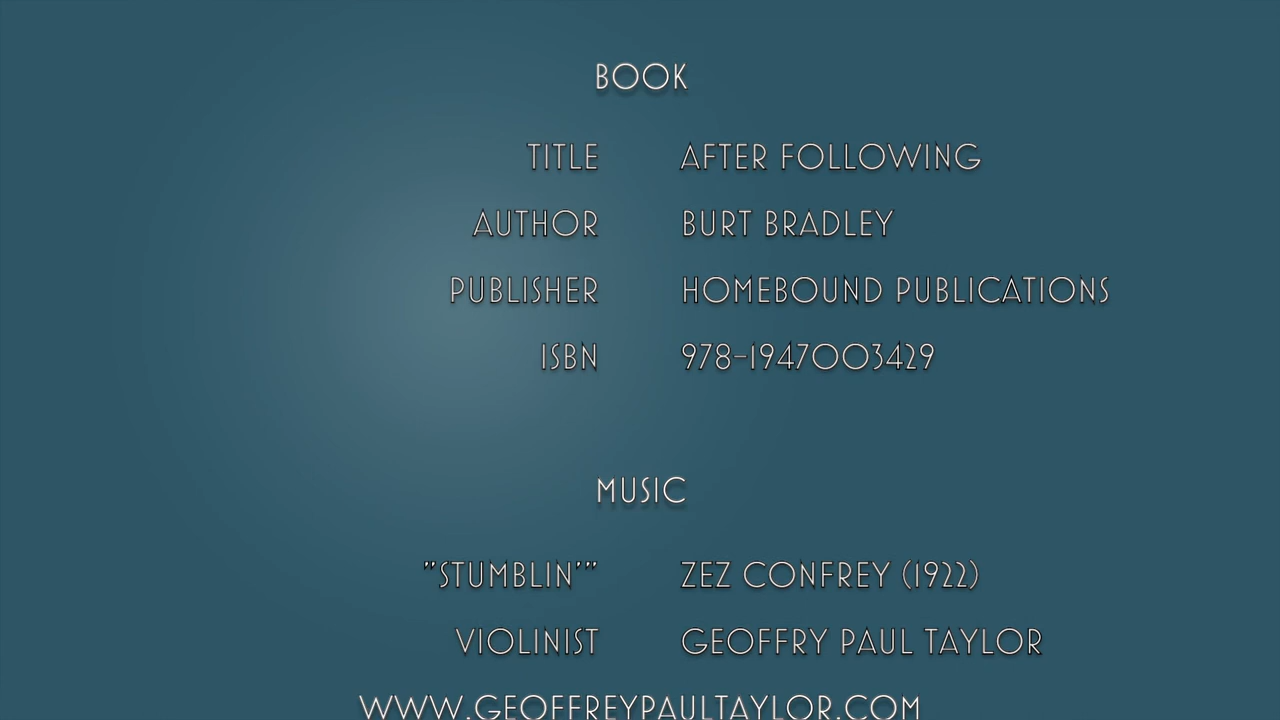 BOOK
TITLE AFTER FOLLOWING
AUTHOR BURT BRADLEY
PUBLISHER HOMEBOUND PUBLICATIONS
ISBN 978-1947003429
MUSIC
"STUMBLIN'" ZEZ CONFREY (1922)
VIOLINIST GEOFFRY PAUL TAYLOR
WWW.GEOFFREYPAULTAYLOR.COM